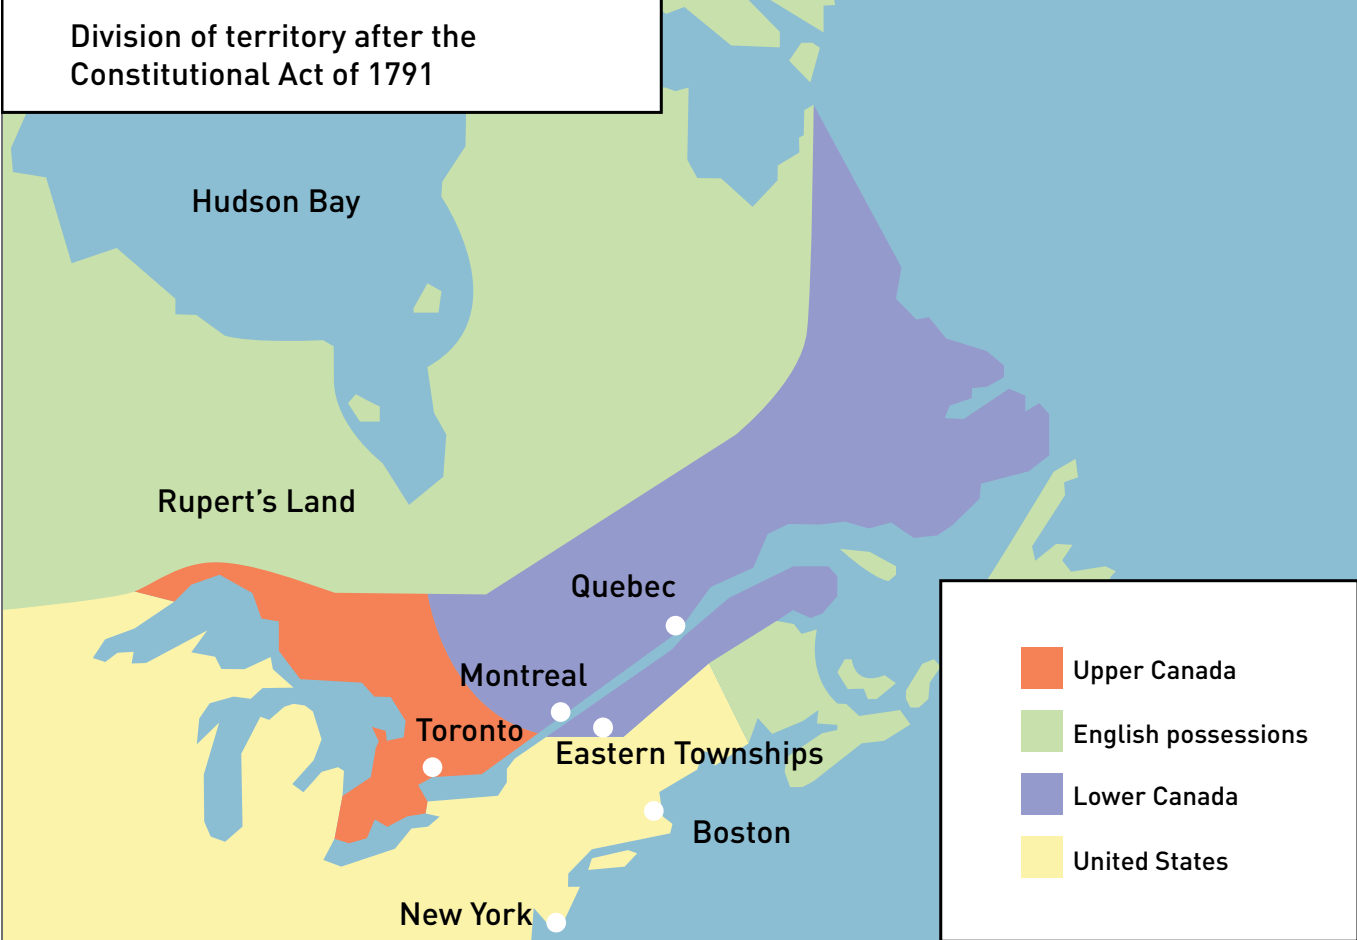 Division of territory after the
Constitutional Act of 1791
Hudson Bay
Rupert’s Land
Quebec
Montreal
Toronto
Eastern Townships
Boston
New York
Upper Canada
English possessions
Lower Canada
United States